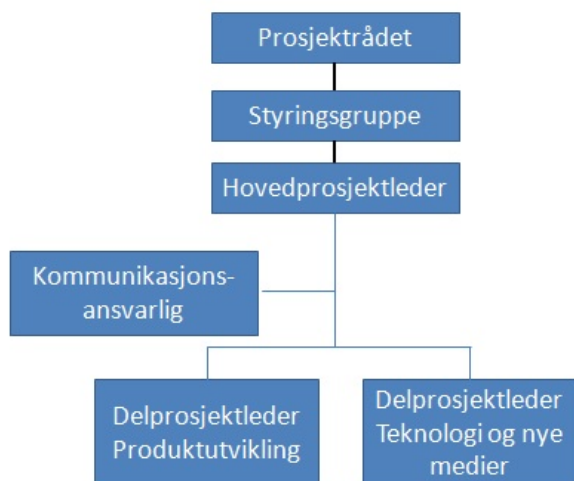 Prosjektrådet
Styringsgruppe
Hovedprosjektleder
Kommunikasjons-
ansvarlig
Delprosjektleder
Produktutvikling
Delprosjektleder
Teknologi og nye
medier